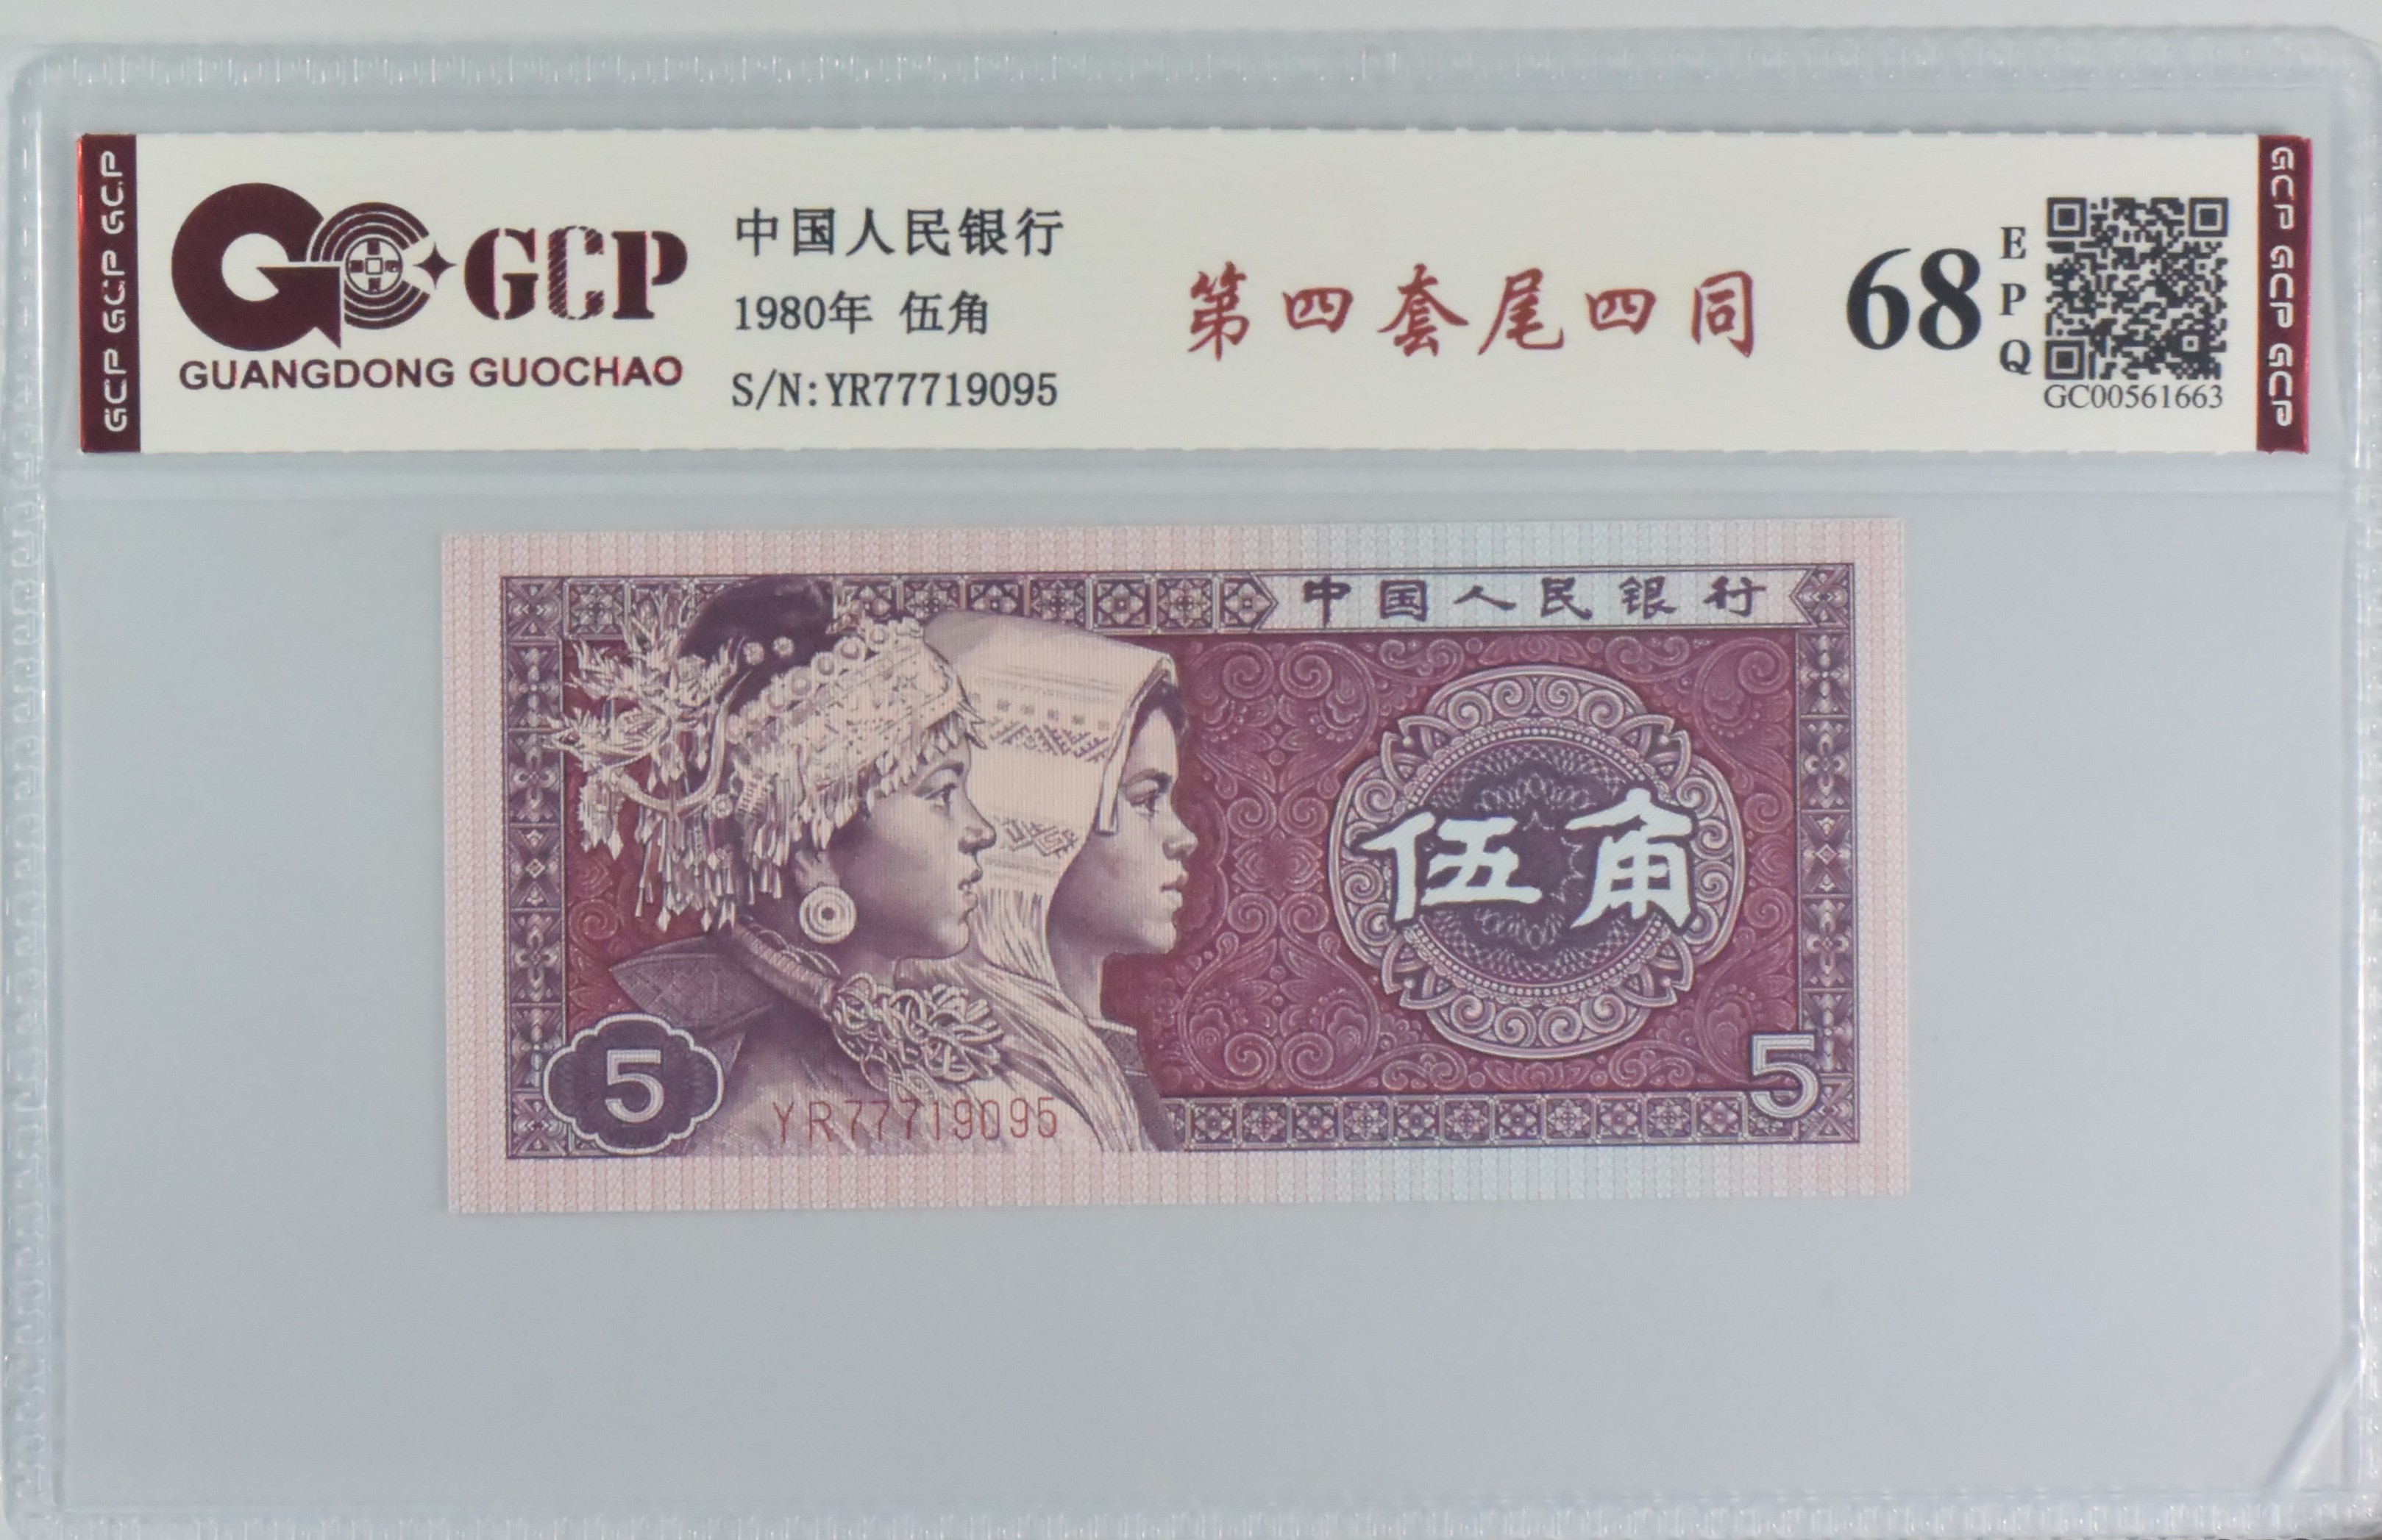 GCP GCP GCP
GCP
GUANGDONG GUOCHAO
中国人民银行
1980年 伍角
S/N:YR77719095
第四套尾四同
68
EPQ
GC00561663
GCP GCP GCP
中国人民银行
伍角
5
YR77719095
5